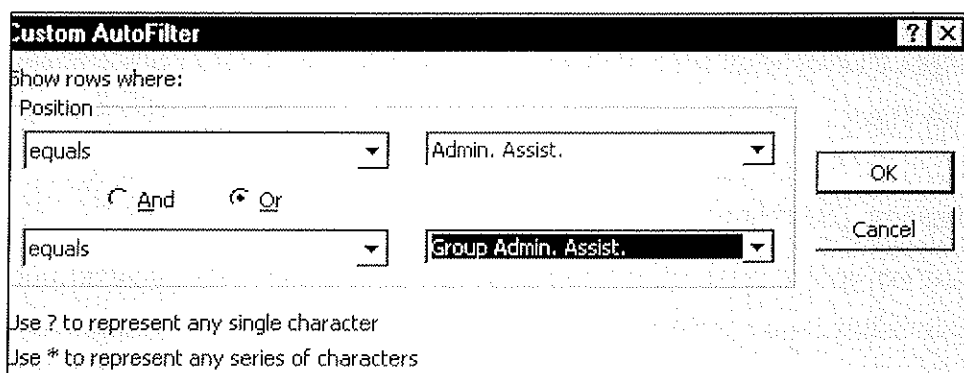 Custom AutoFilter ? X
Show rows where:
Position
equals Admin. Assist.
OK
And Or
Cancel
equals Group Admin. Assist.
Use ? to represent any single character
Use * to represent any series of characters